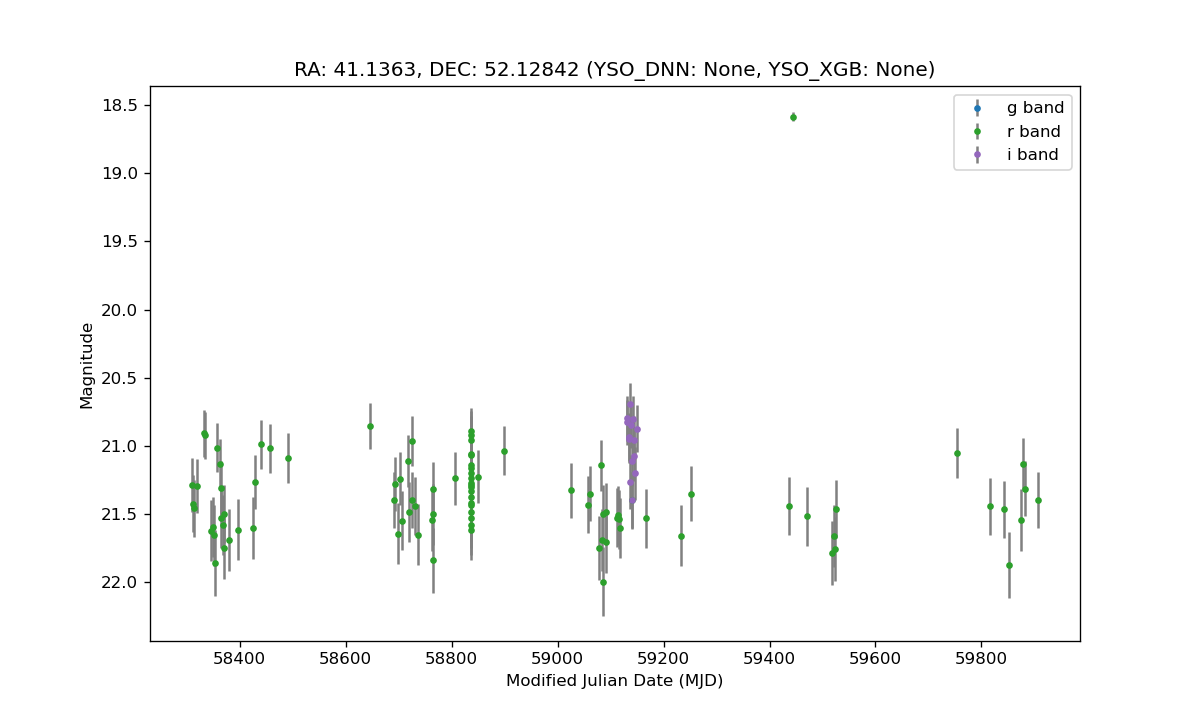 RA: 41.1363, DEC: 52.12842 (YSO_DNN: None, YSO_XGB: None)
g band
r band
i band
18.5
19.0
19.5
20.0
20.5
21.0
21.5
22.0
Magnitude
58400 58600 58800 59000 59200 59400 59600 59800
Modified Julian Date (MJD)